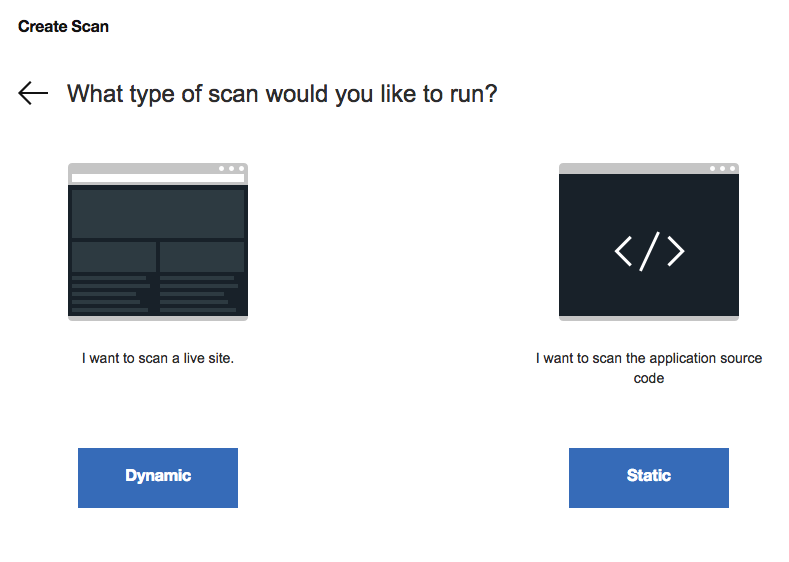 Create Scan
What type of scan would you like to run?
</>
I want to scan a live site.
I want to scan the application source
code
Dynamic
Static